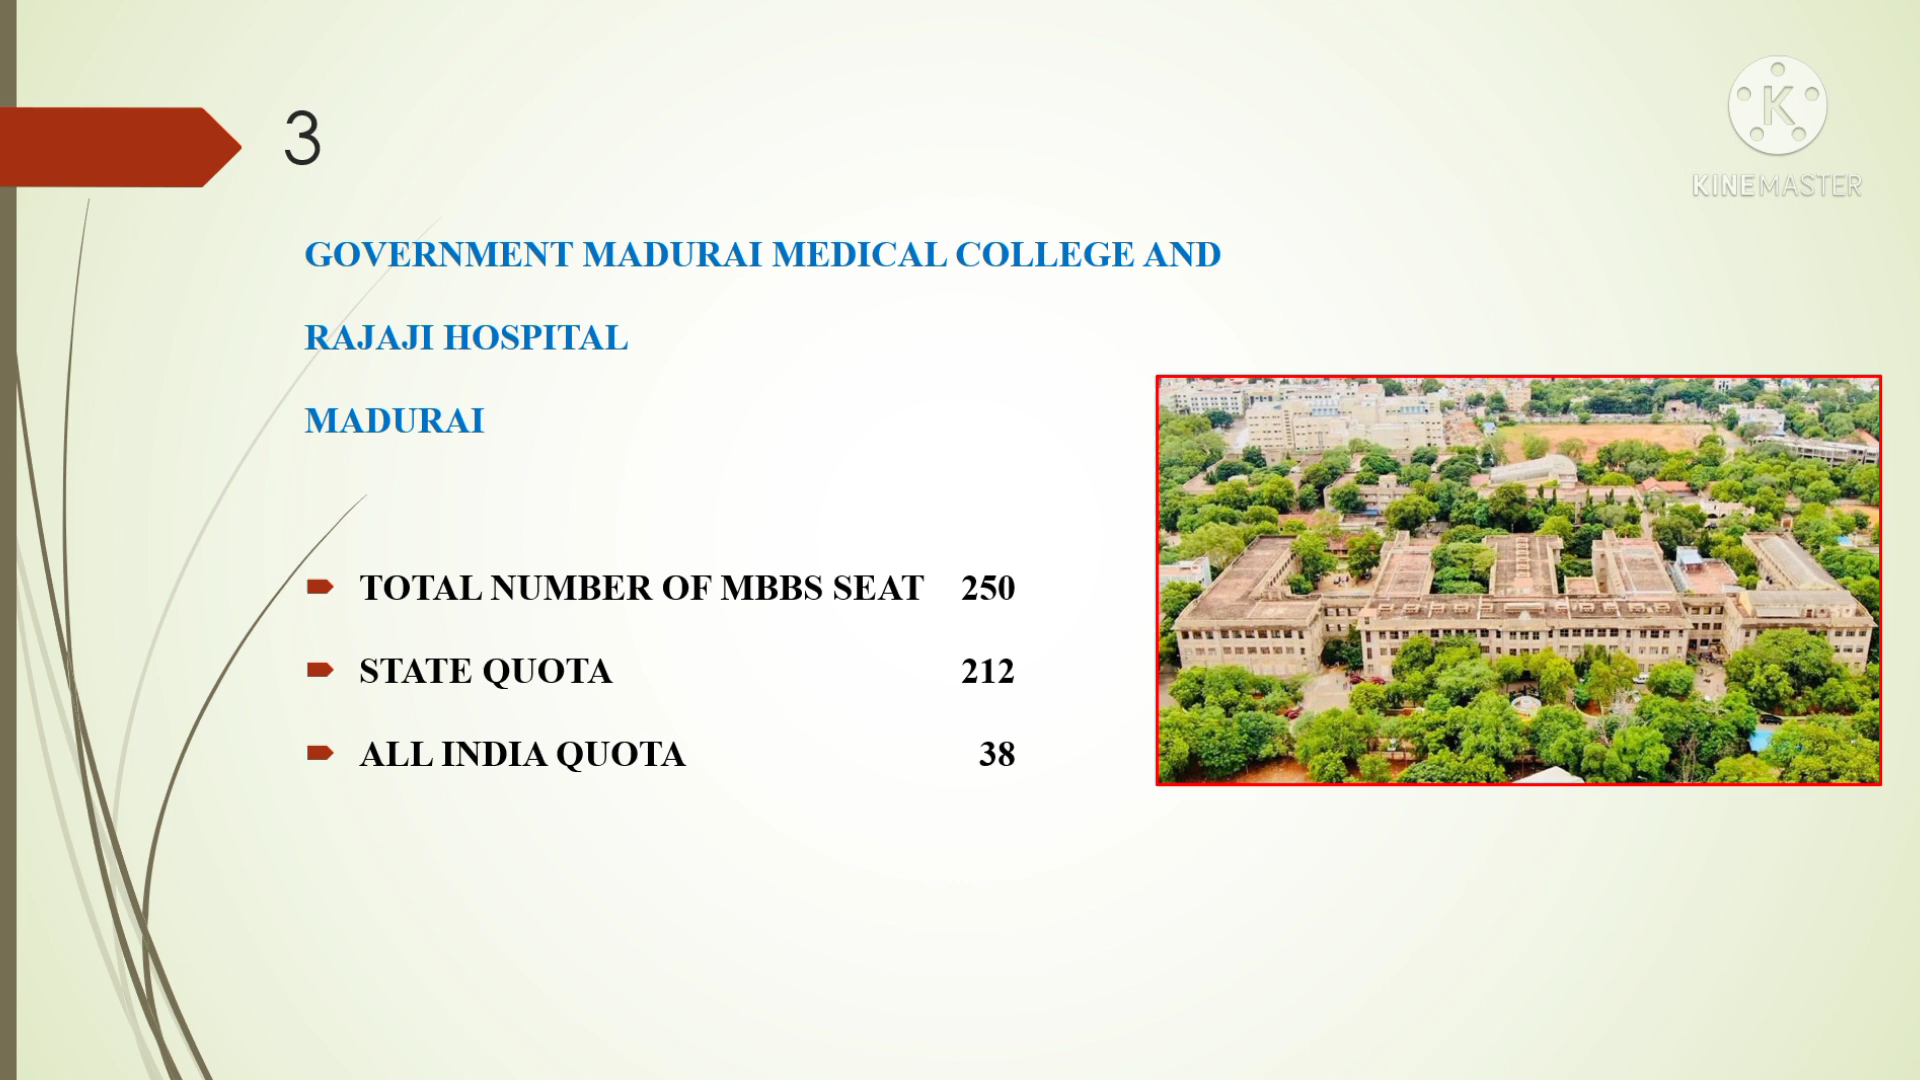 3
K
KINEMASTER
GOVERNMENT MADURAI MEDICAL COLLEGE AND
RAJAJI HOSPITAL
MADURAI
TOTAL NUMBER OF MBBS SEAT 250
STATE QUOTA 212
ALL INDIA QUOTA 38